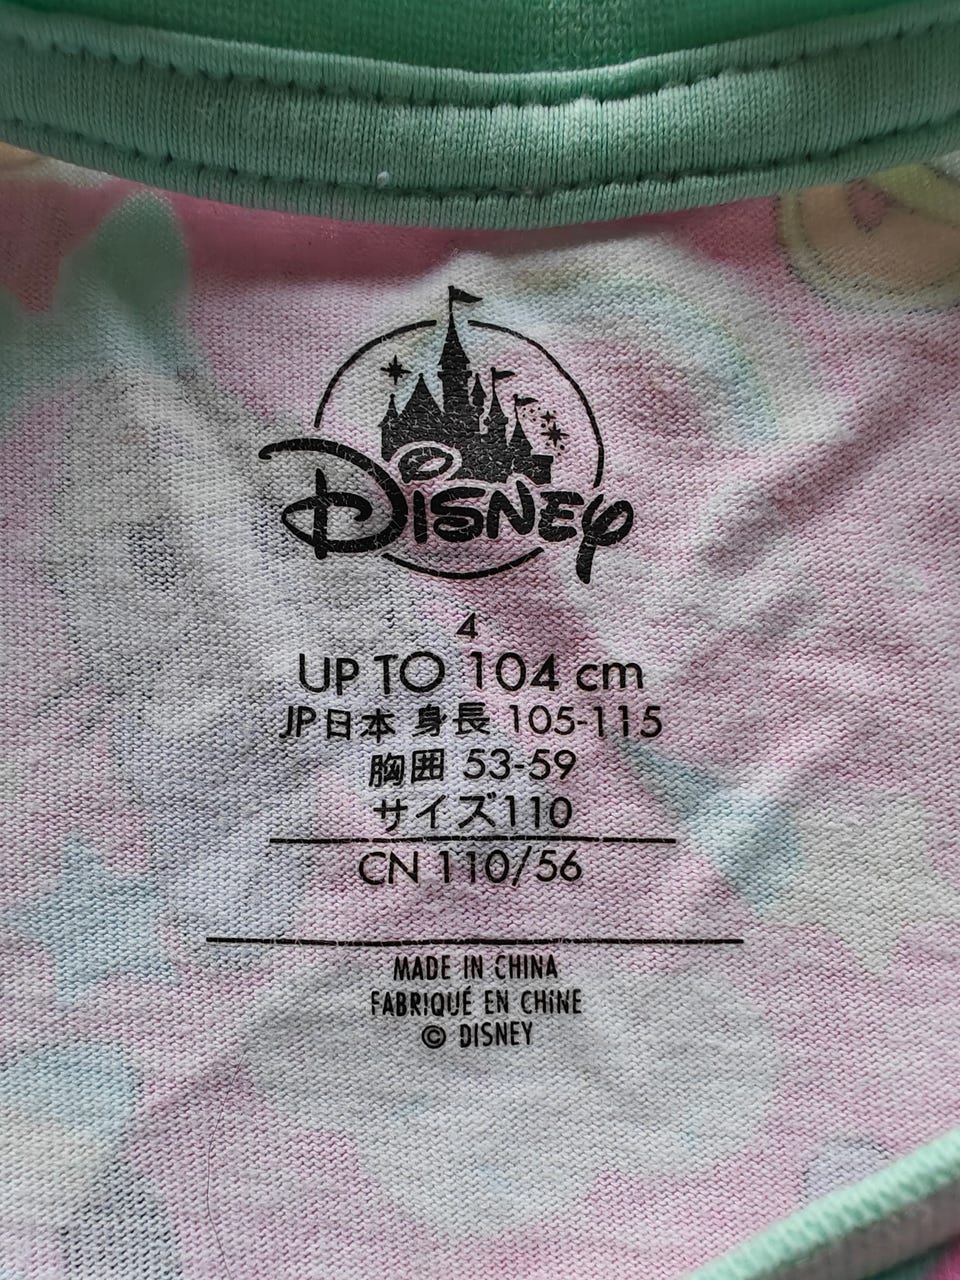 Disney
4
UP TO 104 cm
JP日本 身長 105-115
胸囲 53-59
サイズ110
CN 110/56
MADE IN CHINA
FABRIQUÉ EN CHINE
© DISNEY